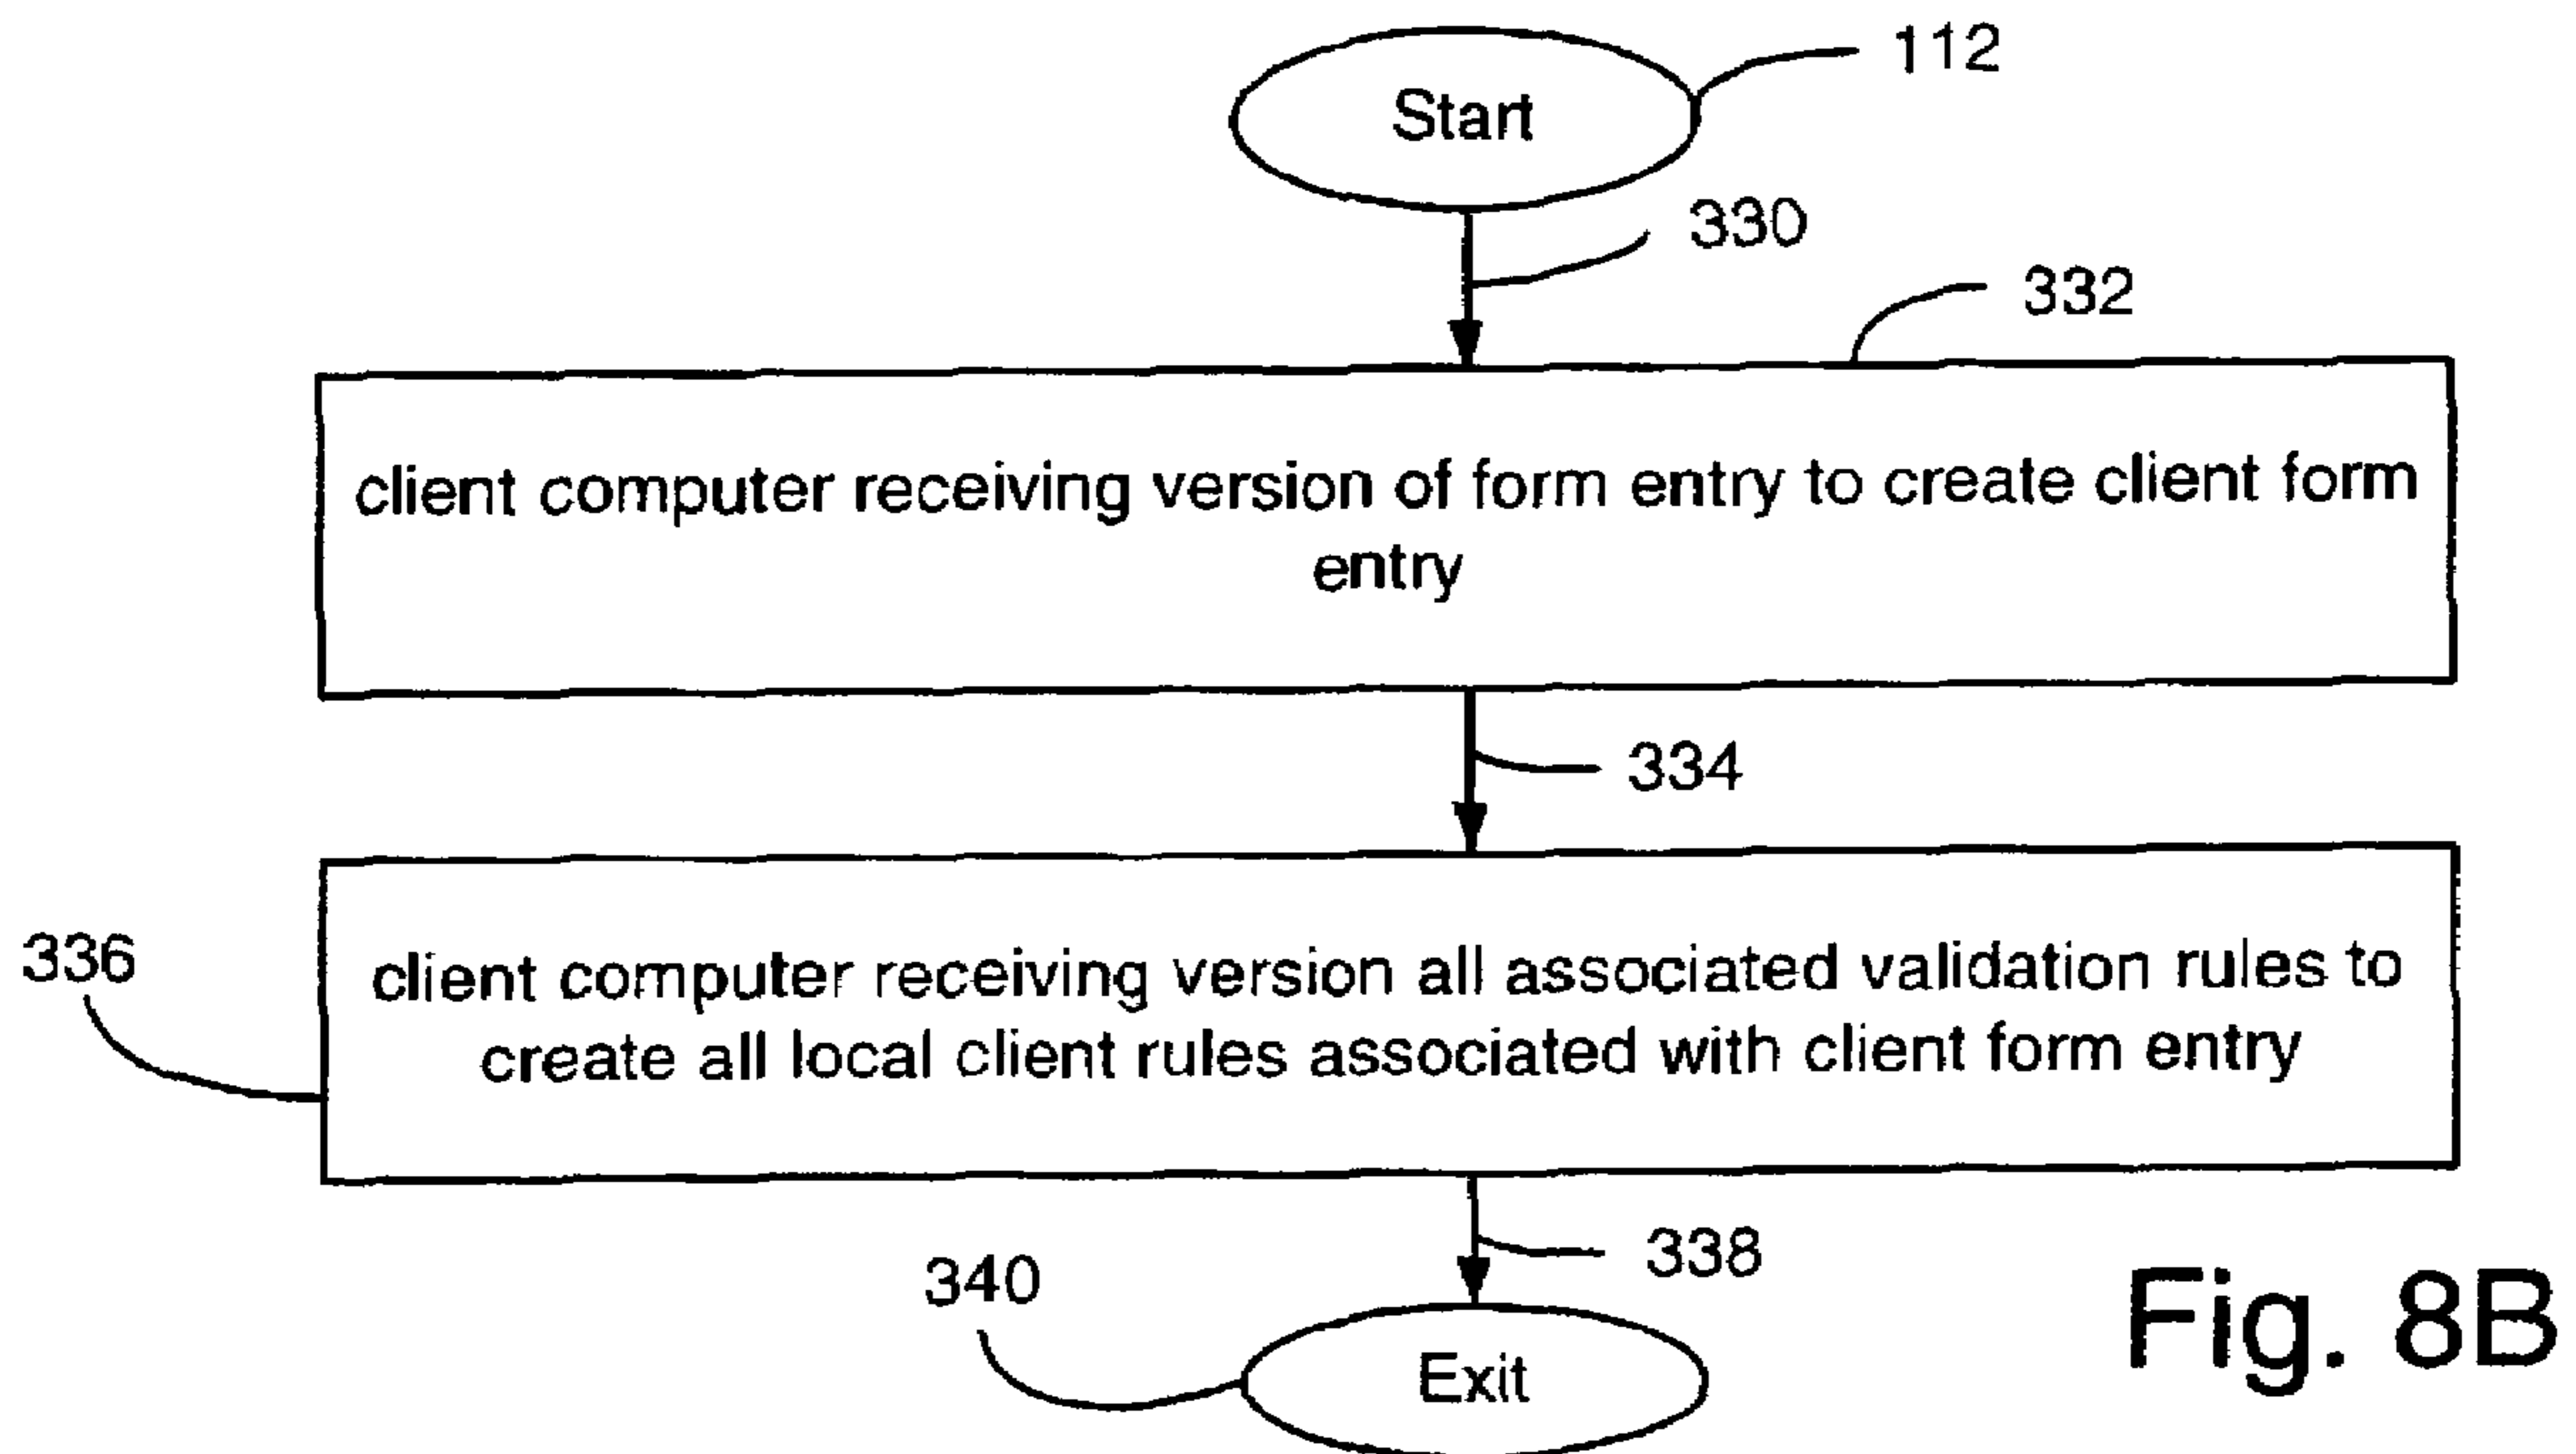 Start
112
330
332
client computer receiving version of form entry to create client form
entry
334
336
client computer receiving version all associated validation rules to
create all local client rules associated with client form entry
338
340
Exit
Fig. 8B